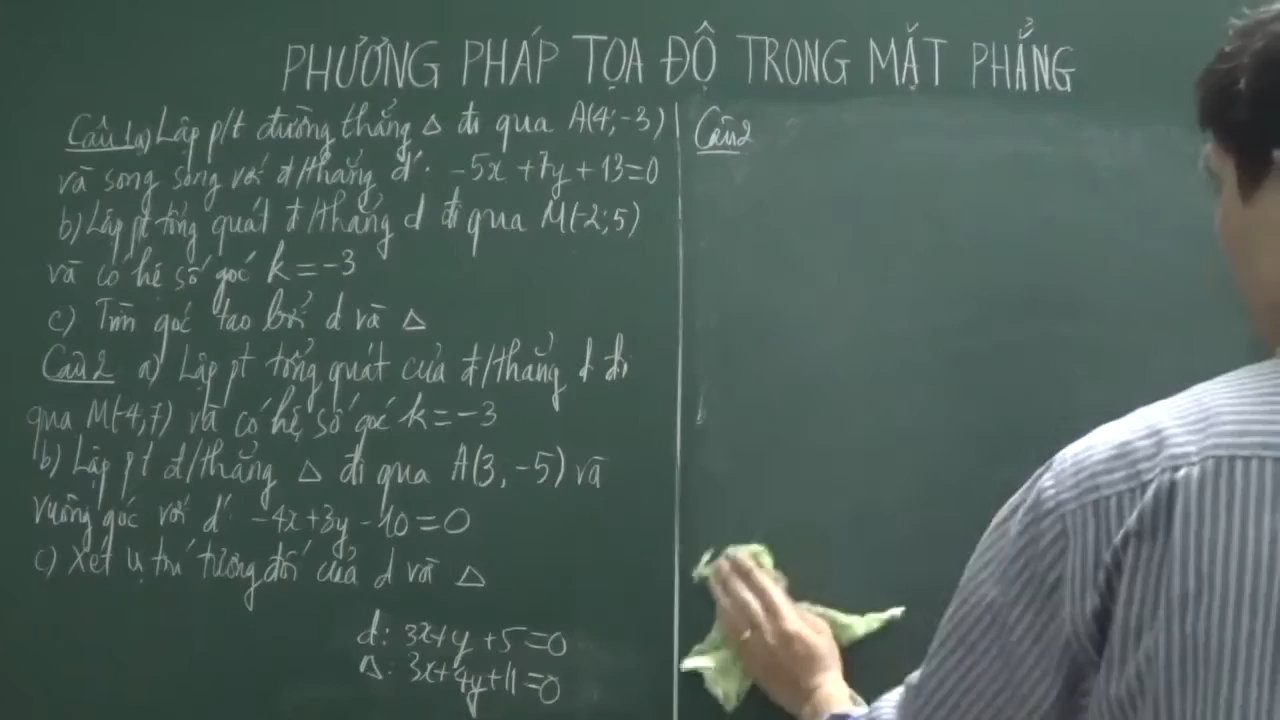 PHƯƠNG PHÁP TỌA ĐỘ TRONG MẶT PHẲNG
Câu 1a) Lập p/t đường thẳng Δ đi qua A(4;-3)
và song song với đ/thẳng d': -5x +7y +13=0
b) Lập pt tổng quát đ/thẳng d đi qua M(-2;5)
và có hệ số góc k = -3
c) Tìm góc tạo bởi d và Δ
Câu 2 a) Lập pt tổng quát của đ/thẳng d đi
qua M(-4,7) và có hệ số góc k = -3
b) Lập pt đ/thẳng Δ đi qua A(3, -5) và
vuông góc với d': -4x+3y -10=0
c) Xét vị trí tương đối của d với Δ
d: 3x+y +5=0
Δ: 3x+4y+11=0
Câu 2